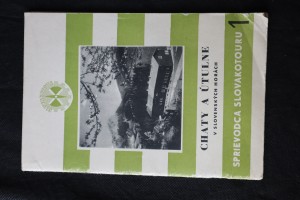 CHATY A ÚTULNE
V SLOVENSKÝCH HORÁCH
SPRIEVODCA SLOVAKOTOURU 1